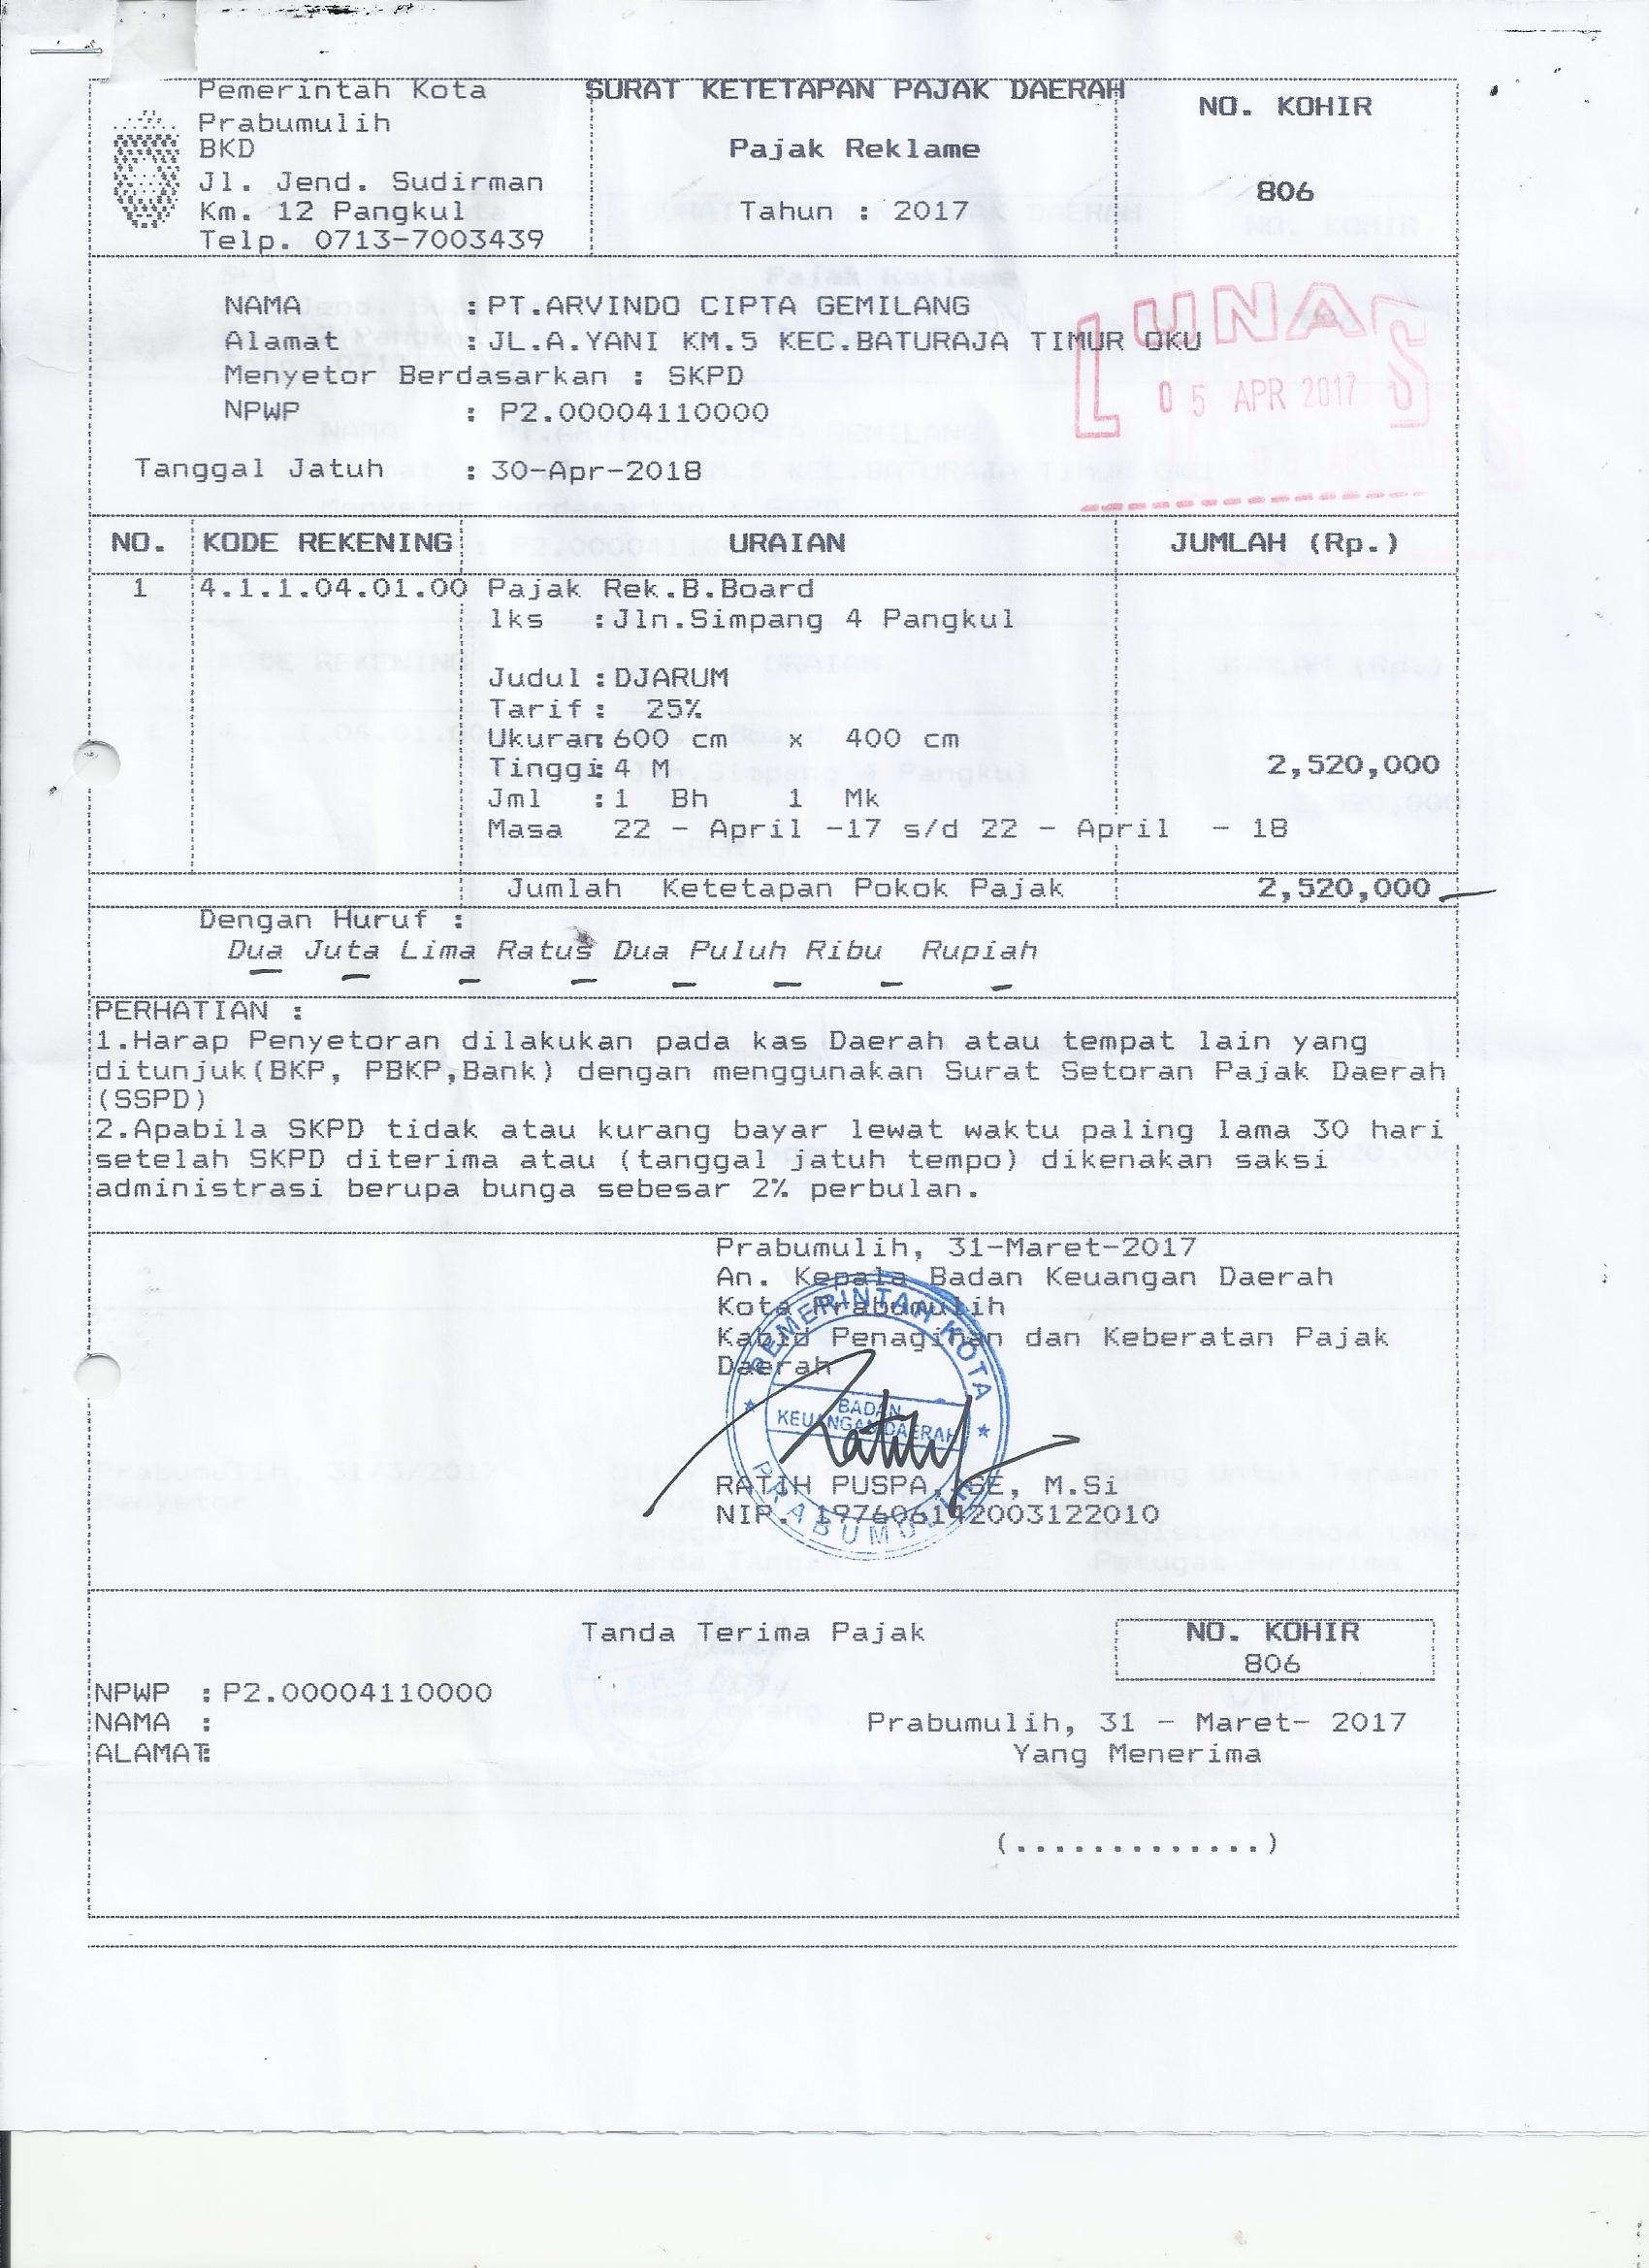 Pemerintah Kota
Prabumulih
BKD
Jl. Jend. Sudirman
Km. 12 Pangkul
Telp. 0713-7003439
SURAT KETETAPAN PAJAK DAERAH
Pajak Reklame
Tahun : 2017
NO. KOHIR
806
NAMA : PT.ARVINDO CIPTA GEMILANG
Alamat : JL.A.YANI KM.5 KEC.BATURAJA TIMUR OKU
Menyetor Berdasarkan : SKPD
NPWP : P2.00004110000
Tanggal Jatuh : 30-Apr-2018
LUNAS
05 APR 2017
NO. KODE REKENING URAIAN JUMLAH (Rp.)
1 4.1.1.04.01.00 Pajak Rek.B.Board
lks : Jln.Simpang 4 Pangkul
Judul : DJARUM
Tarif : 25%
Ukuran: 600 cm x 400 cm
Tinggi: 4 M 2,520,000
Jml : 1 Bh 1 Mk
Masa 22 - April -17 s/d 22 - April - 18
Jumlah Ketetapan Pokok Pajak 2,520,000
Dengan Huruf :
Dua Juta Lima Ratus Dua Puluh Ribu Rupiah
PERHATIAN :
1.Harap Penyetoran dilakukan pada kas Daerah atau tempat lain yang
ditunjuk(BKP, PBKP,Bank) dengan menggunakan Surat Setoran Pajak Daerah
(SSPD)
2.Apabila SKPD tidak atau kurang bayar lewat waktu paling lama 30 hari
setelah SKPD diterima atau (tanggal jatuh tempo) dikenakan saksi
administrasi berupa bunga sebesar 2% perbulan.
Prabumulih, 31-Maret-2017
An. Kepala Badan Keuangan Daerah
Kota Prabumulih
Kabid Penagihan dan Keberatan Pajak
Daerah
PEMERINTAH KOTA
BADAN
KEUANGAN DAERAH
PRABUMULIH
RATIH PUSPA, SE, M.Si
NIP. 197606142003122010
Tanda Terima Pajak
NO. KOHIR
806
NPWP : P2.00004110000
NAMA :
ALAMAT:
Prabumulih, 31 - Maret- 2017
Yang Menerima
(.............)